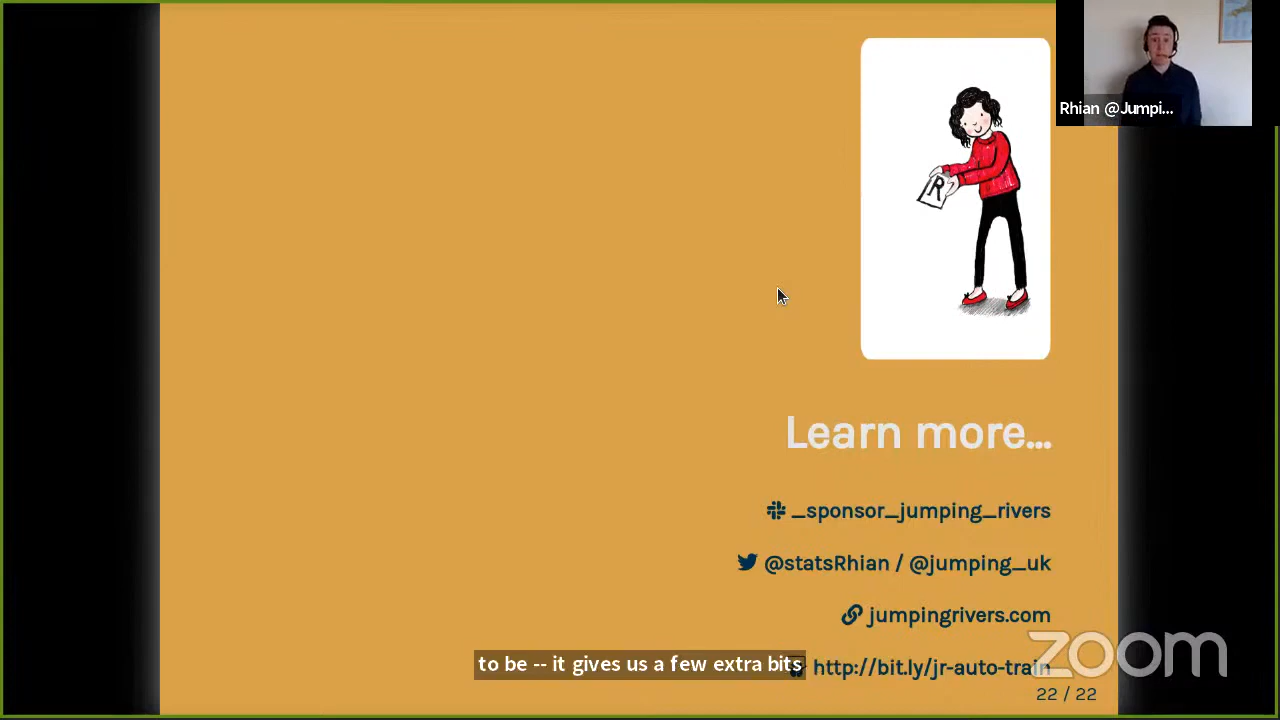 Rhian @Jumpi...
R
Learn more...
_sponsor_jumping_rivers
@statsRhian / @jumping_uk
jumpingrivers.com
to be -- it gives us a few extra bits
http://bit.ly/jr-auto-train
zoom
22 / 22